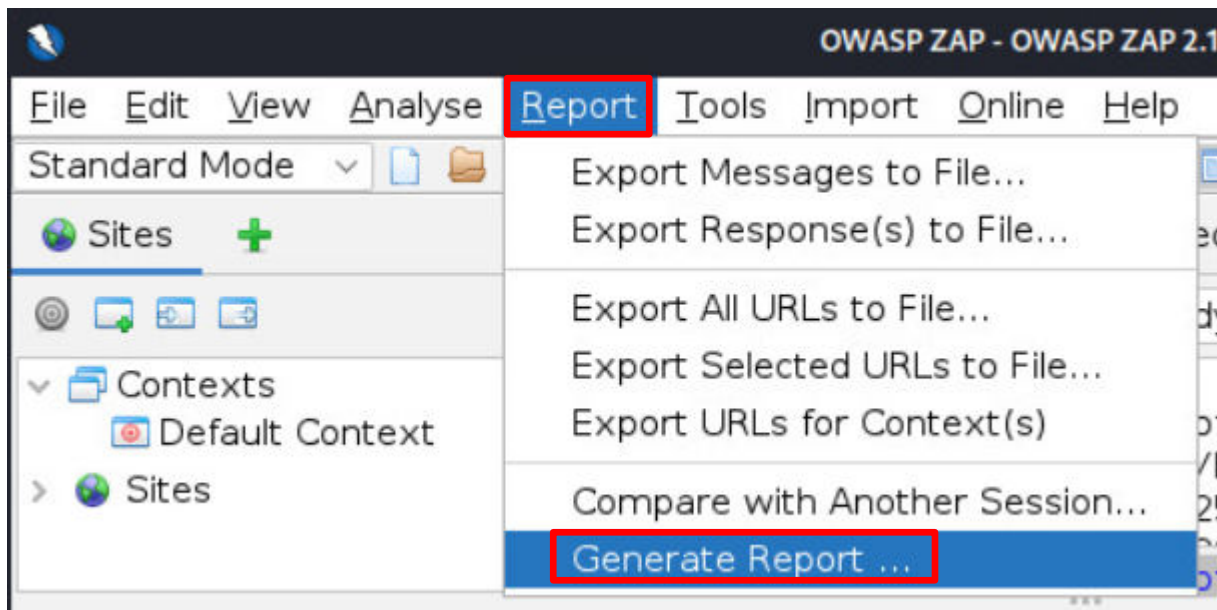 OWASP ZAP - OWASP ZAP 2.1
File Edit View Analyse Report Tools Import Online Help
Standard Mode
Export Messages to File...
Sites
Export Response(s) to File...
Export All URLs to File...
Contexts
Export Selected URLs to File...
Default Context
Export URLs for Context(s)
Sites
Compare with Another Session...
Generate Report ...